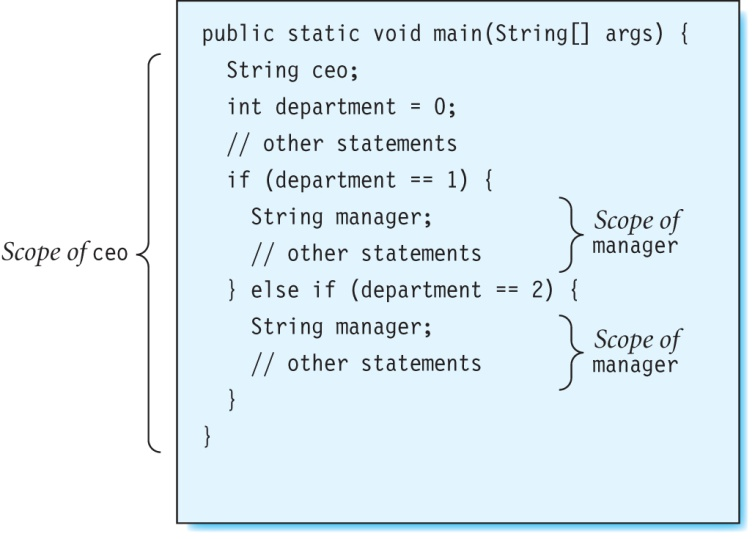 public static void main(String[] args) {
String ceo;
int department = 0;
// other statements
if (department == 1) {
String manager;
// other statements
} else if (department == 2) {
String manager;
// other statements
}
}
Scope of ceo
Scope of
manager
Scope of
manager